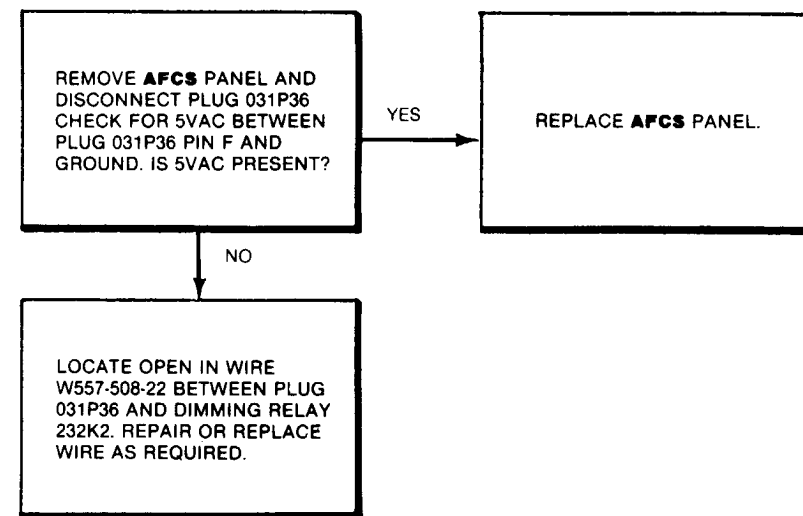 REMOVE AFCS PANEL AND
DISCONNECT PLUG 031P36
CHECK FOR 5VAC BETWEEN
PLUG 031P36 PIN F AND
GROUND. IS 5VAC PRESENT?
YES
REPLACE AFCS PANEL.
NO
LOCATE OPEN IN WIRE
W557-508-22 BETWEEN PLUG
031P36 AND DIMMING RELAY
232K2. REPAIR OR REPLACE
WIRE AS REQUIRED.